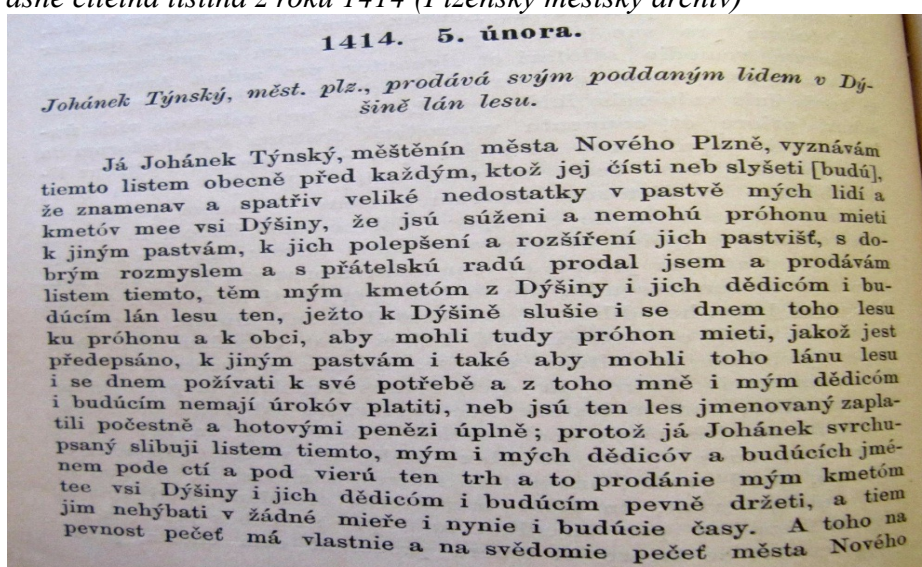 asně čitelná listina z roku 1414 (Plzeňský městský archiv)
1414. 5. února.
Johánek Týnský, měst. plz., prodává svým poddaným lidem v Dý-
šině lán lesu.
Já Johánek Týnský, měštěnín města Nového Plzně, vyznávám
tiemto listem obecně před každým, ktož jej čísti neb slyšeti [budú],
že znamenav a spatřiv veliké nedostatky v pastvě mých lidí a
kmetóv mee vsi Dýšiny, že jsú súženi a nemohú próhonu mieti
k jiným pastvám, k jich polepšení a rozšíření jich pastvišť, s do-
brým rozmyslem a s přátelskú radú prodal jsem a prodávám
listem tiemto, těm mým kmetóm z Dýšiny i jich dědicóm i bu-
dúcím lán lesu ten, ježto k Dýšině slušie i se dnem toho lesu
ku próhonu a k obci, aby mohli tudy próhon mieti, jakož jest
předepsáno, k jiným pastvám i také aby mohli toho lánu lesu
i se dnem požívati k své potřebě a z toho mně i mým dědicóm
i budúcím nemají úrokóv platiti, neb jsú ten les jmenovaný zapla-
tili počestně a hotovými penězi úplně; protož já Johánek svrchu-
psaný slibuji listem tiemto, mým i mých dědicóv a budúcích jmé-
nem pode ctí a pod vierú ten trh a to prodánie mým kmetóm
tee vsi Dýšiny i jich dědicóm i budúcím pevně držeti, a tiem
jim nehýbati v žádné mieře i nynie i budúcie časy. A toho na
pevnost pečeť má vlastnie a na svědomie pečeť města Nového